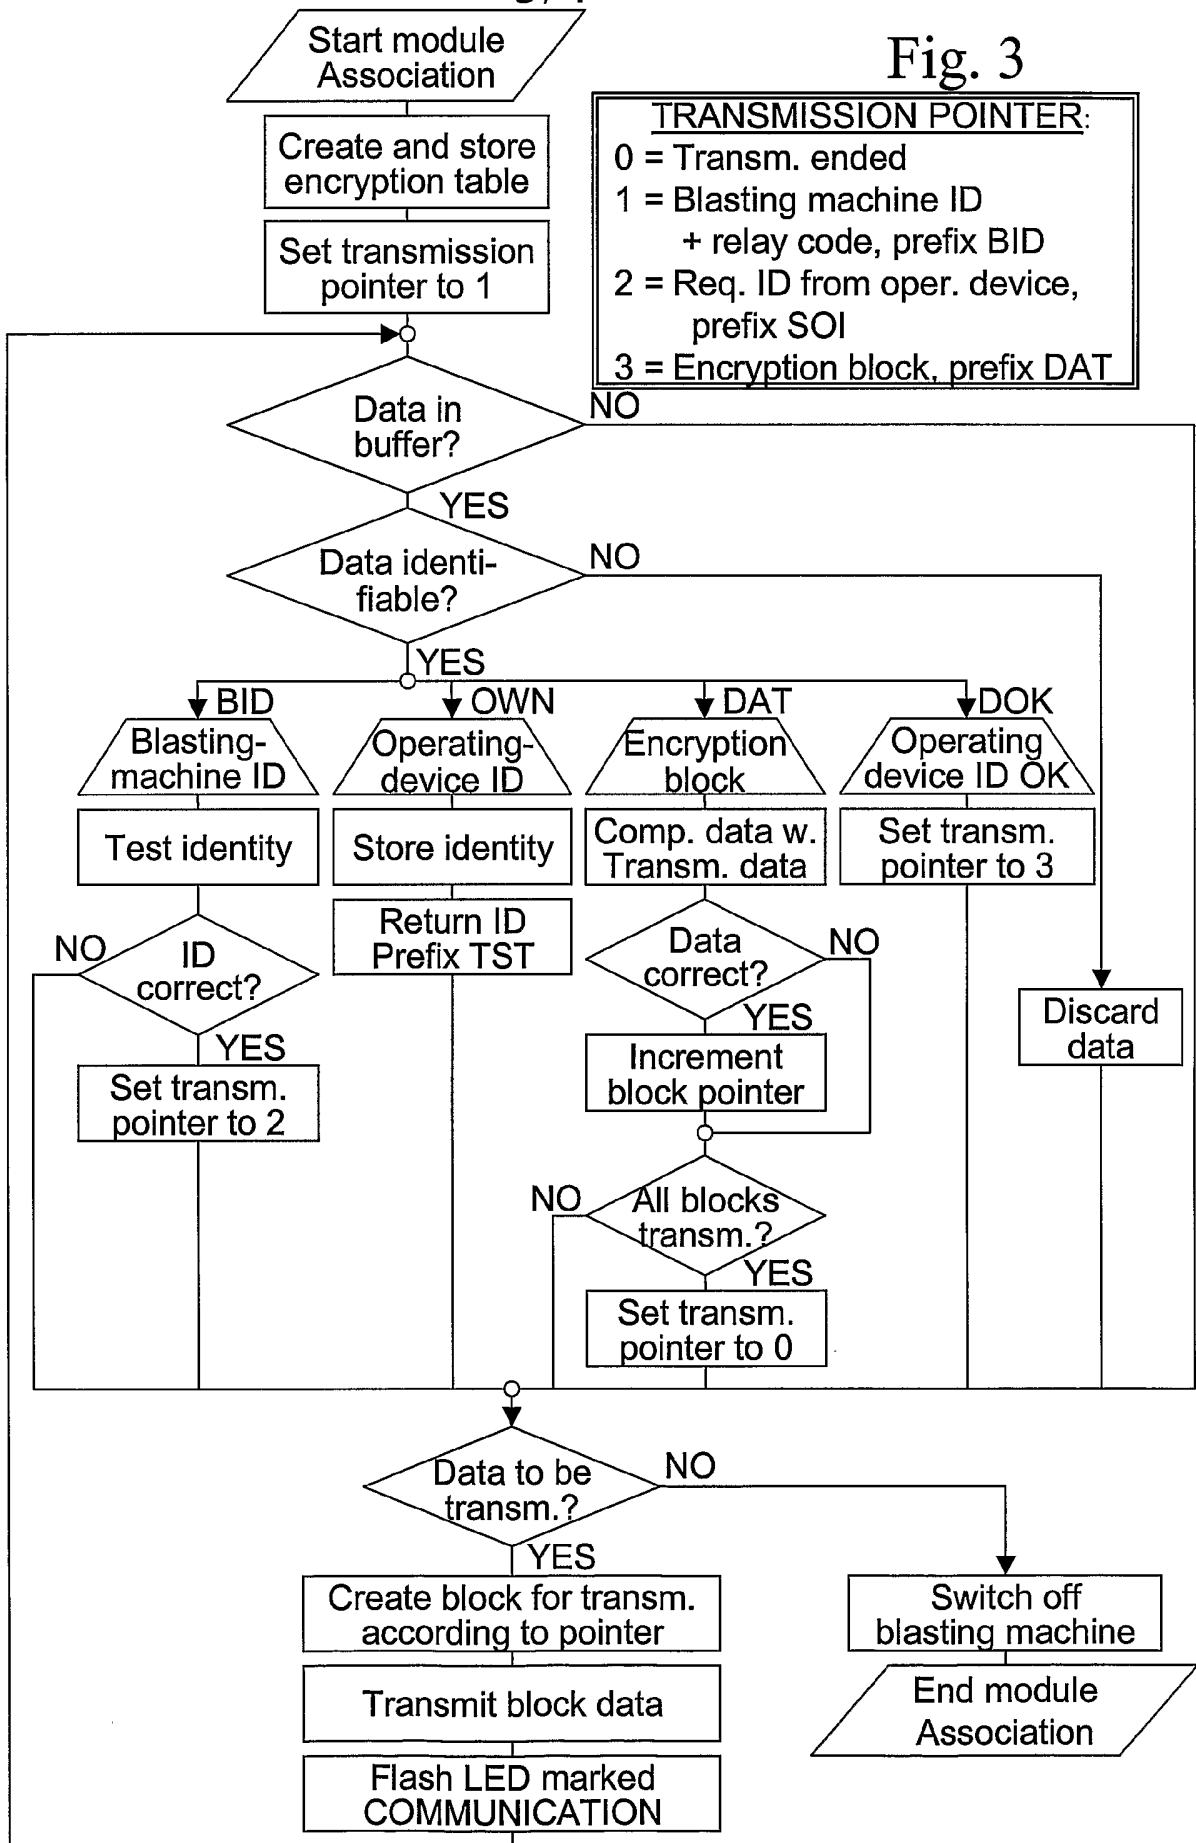 Start module
Association
Fig. 3
Create and store
encryption table
Set transmission
pointer to 1
TRANSMISSION POINTER:
0 = Transm. ended
1 = Blasting machine ID
+ relay code, prefix BID
2 = Req. ID from oper. device,
prefix SOI
3 = Encryption block, prefix DAT
Data in
buffer?
NO
YES
Data identi-
fiable?
NO
YES
BID
OWN
DAT
DOK
Blasting-
machine ID
Operating-
device ID
Encryption
block
Operating
device ID OK
Test identity
Store identity
Comp. data w.
Transm. data
Set transm.
pointer to 3
NO
ID
correct?
YES
Return ID
Prefix TST
Data
correct?
NO
YES
Discard
data
Set transm.
pointer to 2
Increment
block pointer
NO
All blocks
transm.?
YES
Set transm.
pointer to 0
Data to be
transm.?
NO
YES
Create block for transm.
according to pointer
Switch off
blasting machine
Transmit block data
End module
Association
Flash LED marked
COMMUNICATION